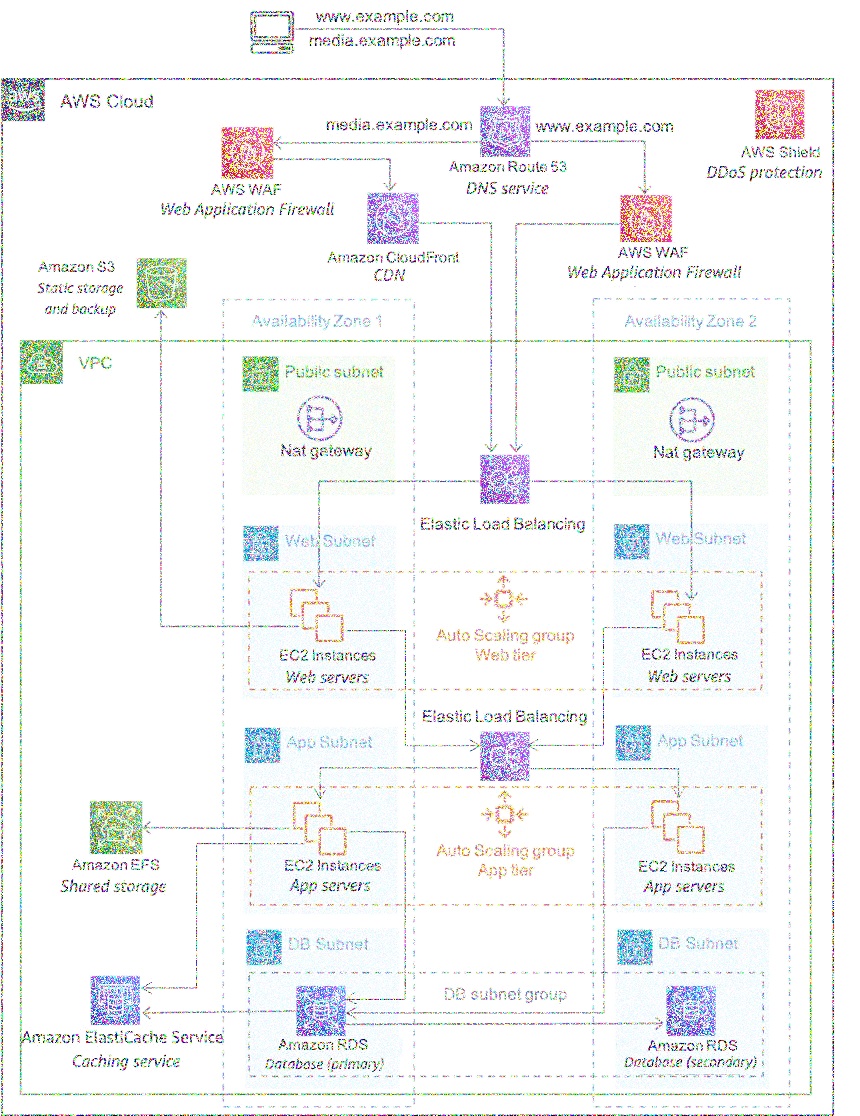 www.example.com
media.example.com
AWS Cloud
media.example.com
www.example.com
AWS Shield
DDoS protection
Amazon Route 53
DNS service
AWS WAF
Web Application Firewall
Amazon CloudFront
CDN
AWS WAF
Web Application Firewall
Amazon S3
Static storage
and backup
Availability Zone 1
Availability Zone 2
VPC
Public subnet
Public subnet
Nat gateway
Nat gateway
Elastic Load Balancing
Web Subnet
Web Subnet
Auto Scaling group
Web tier
EC2 Instances
Web servers
EC2 Instances
Web servers
Elastic Load Balancing
App Subnet
App Subnet
Auto Scaling group
App tier
EC2 Instances
App servers
EC2 Instances
App servers
Amazon EFS
Shared storage
DB Subnet
DB Subnet
DB subnet group
Amazon ElastiCache Service
Caching service
Amazon RDS
Database (primary)
Amazon RDS
Database (secondary)